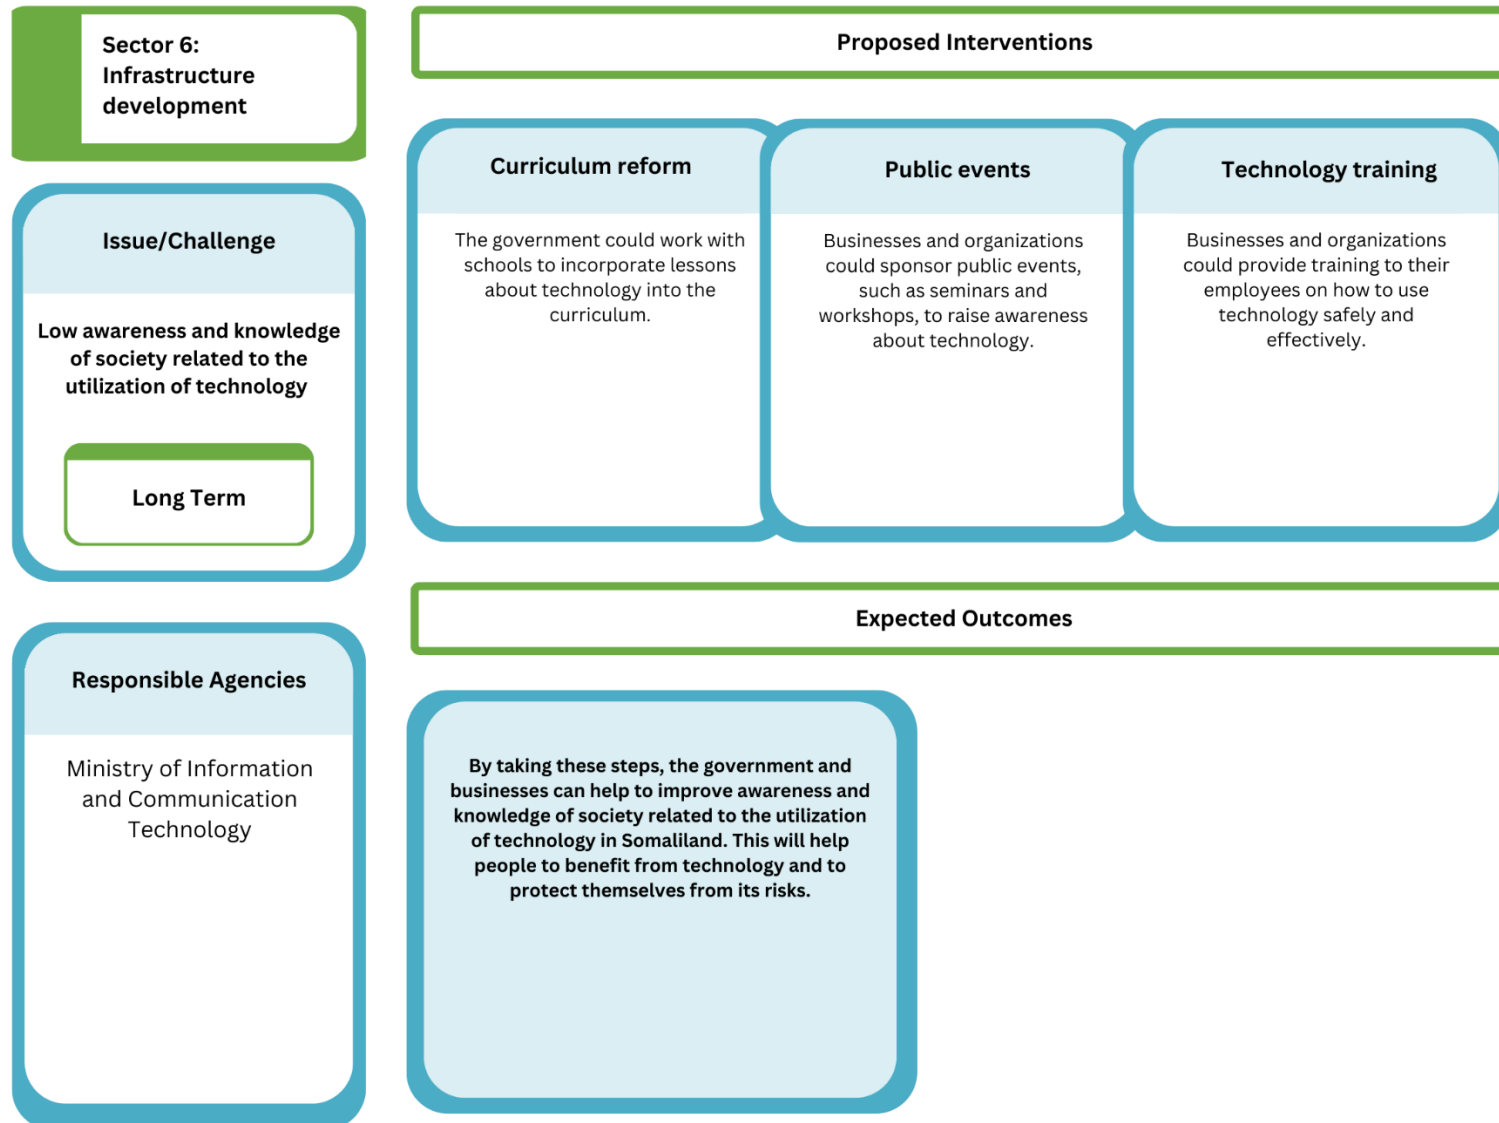 Sector 6:
Infrastructure
development
Issue/Challenge
Low awareness and knowledge
of society related to the
utilization of technology
Long Term
Responsible Agencies
Ministry of Information
and Communication
Technology
Proposed Interventions
Curriculum reform
The government could work with
schools to incorporate lessons
about technology into the
curriculum.
Public events
Businesses and organizations
could sponsor public events,
such as seminars and
workshops, to raise awareness
about technology.
Technology training
Businesses and organizations
could provide training to their
employees on how to use
technology safely and
effectively.
Expected Outcomes
By taking these steps, the government and
businesses can help to improve awareness and
knowledge of society related to the utilization
of technology in Somaliland. This will help
people to benefit from technology and to
protect themselves from its risks.